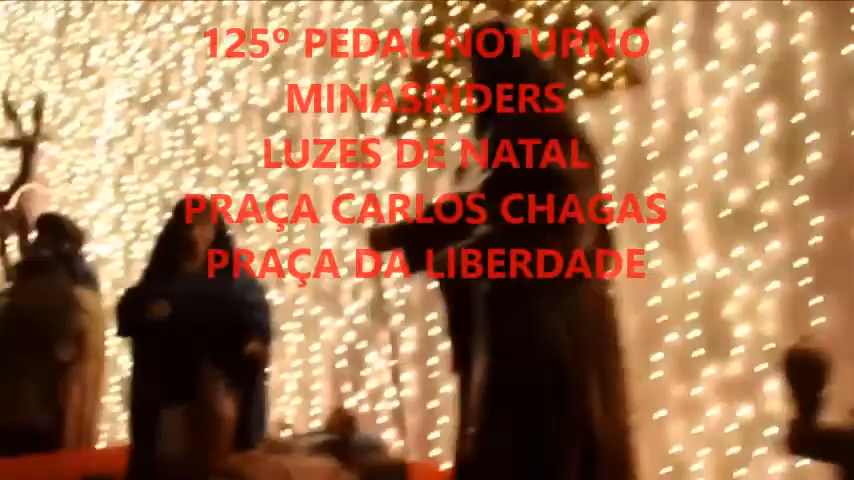 125º PEDAL NOTURNO
MINASRIDERS
LUZES DE NATAL
PRAÇA CARLOS CHAGAS
PRAÇA DA LIBERDADE